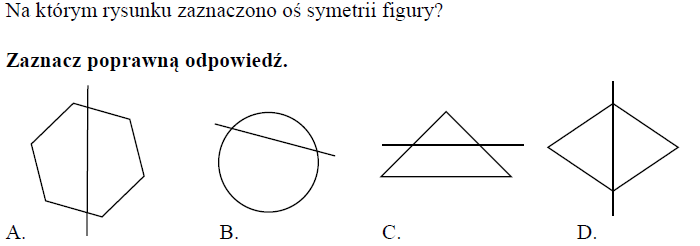 Na którym rysunku zaznaczono oś symetrii figury?
Zaznacz poprawną odpowiedź.
A. B. C. D.